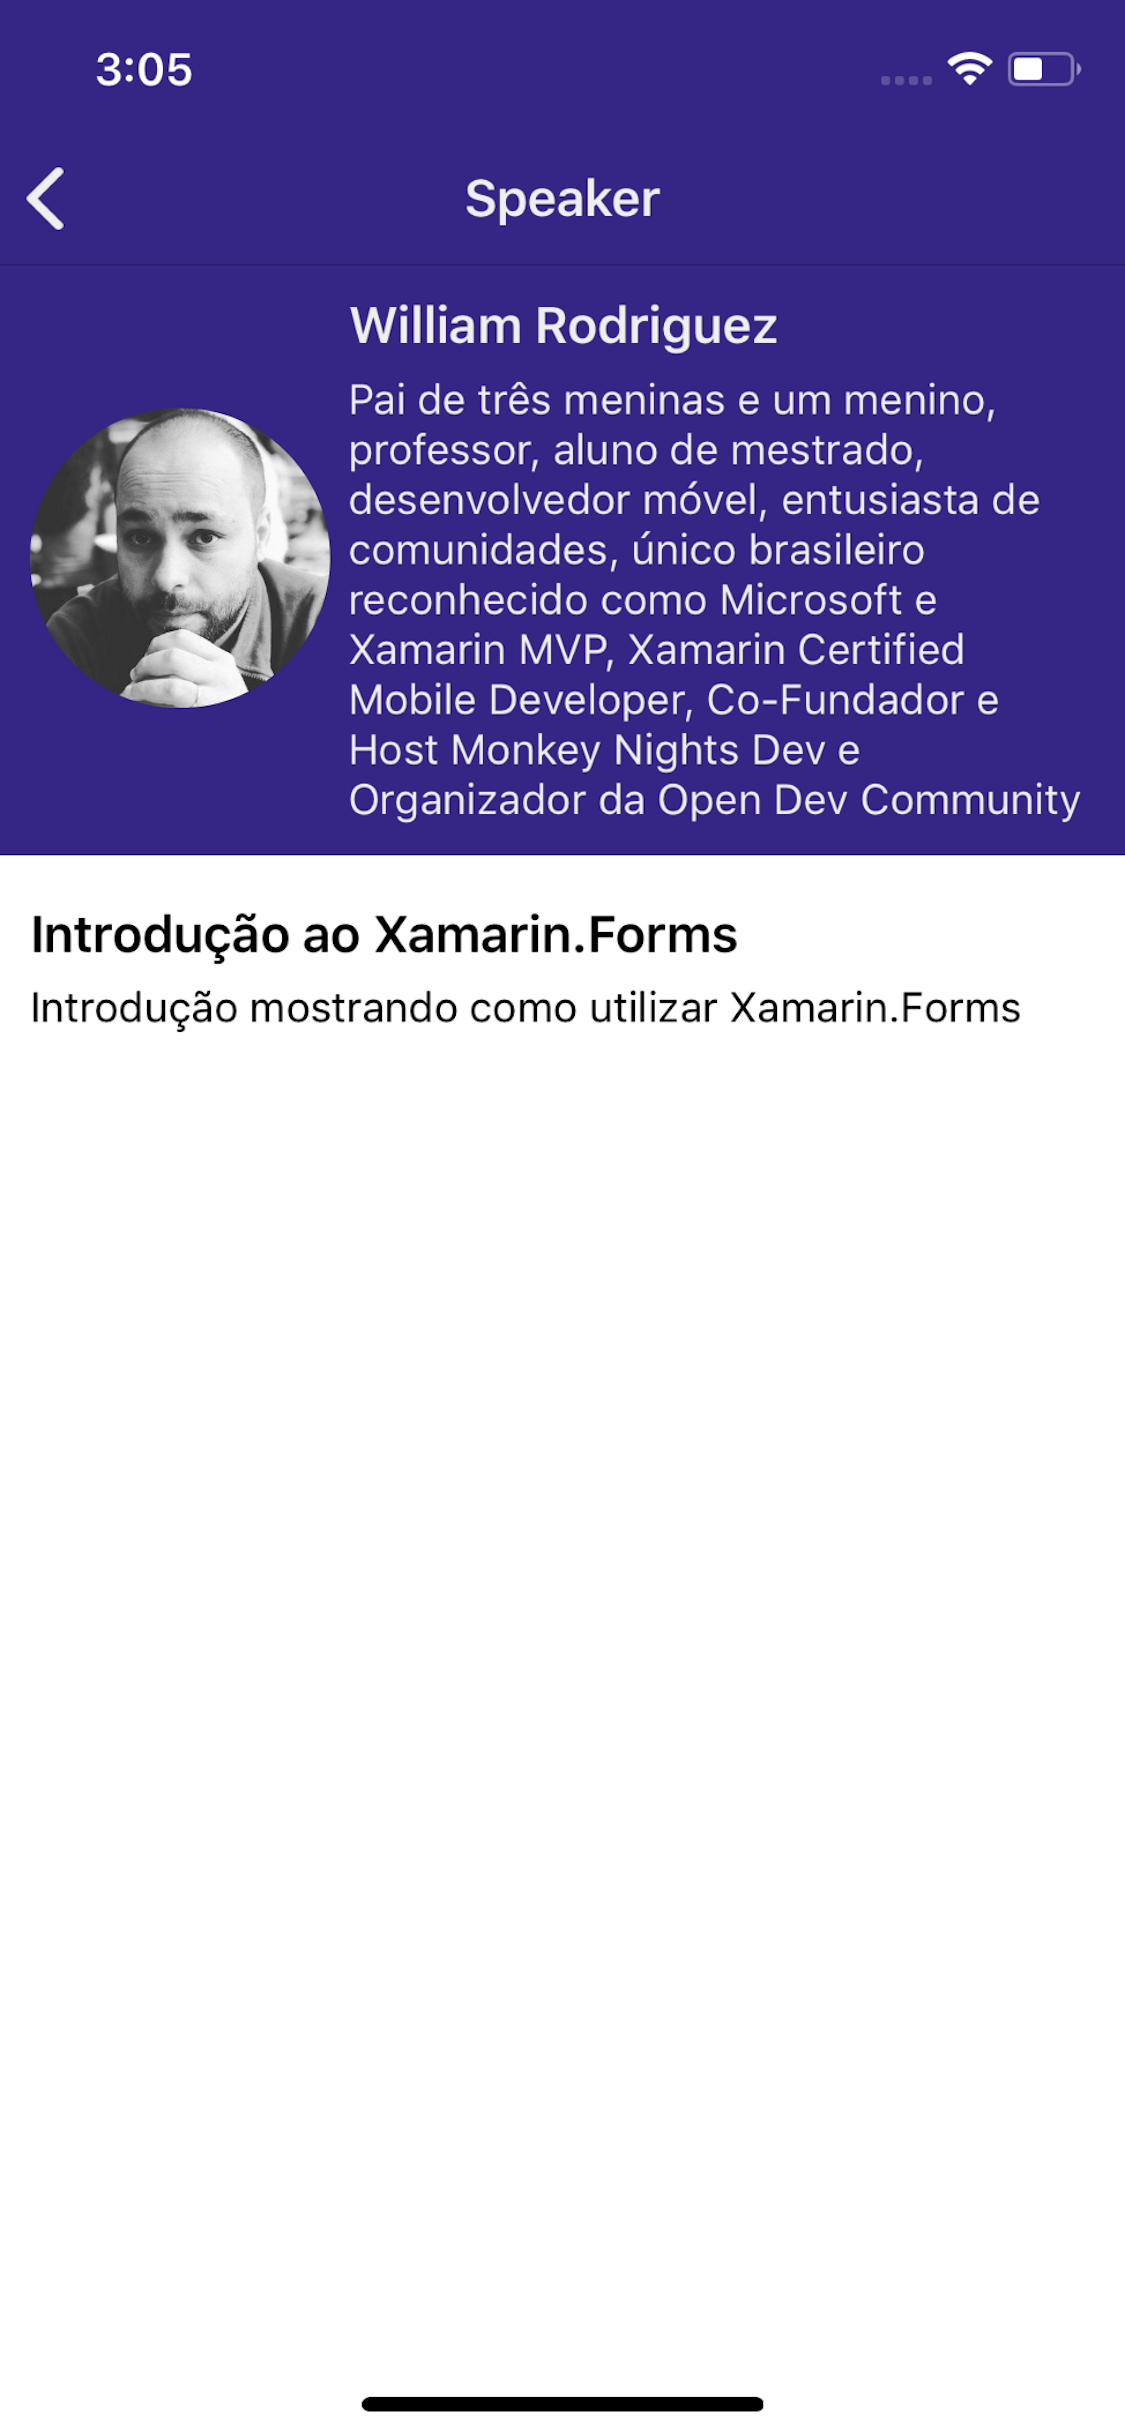 3:05
Speaker
William Rodriguez
Pai de três meninas e um menino,
professor, aluno de mestrado,
desenvolvedor móvel, entusiasta de
comunidades, único brasileiro
reconhecido como Microsoft e
Xamarin MVP, Xamarin Certified
Mobile Developer, Co-Fundador e
Host Monkey Nights Dev e
Organizador da Open Dev Community
Introdução ao Xamarin.Forms
Introdução mostrando como utilizar Xamarin.Forms